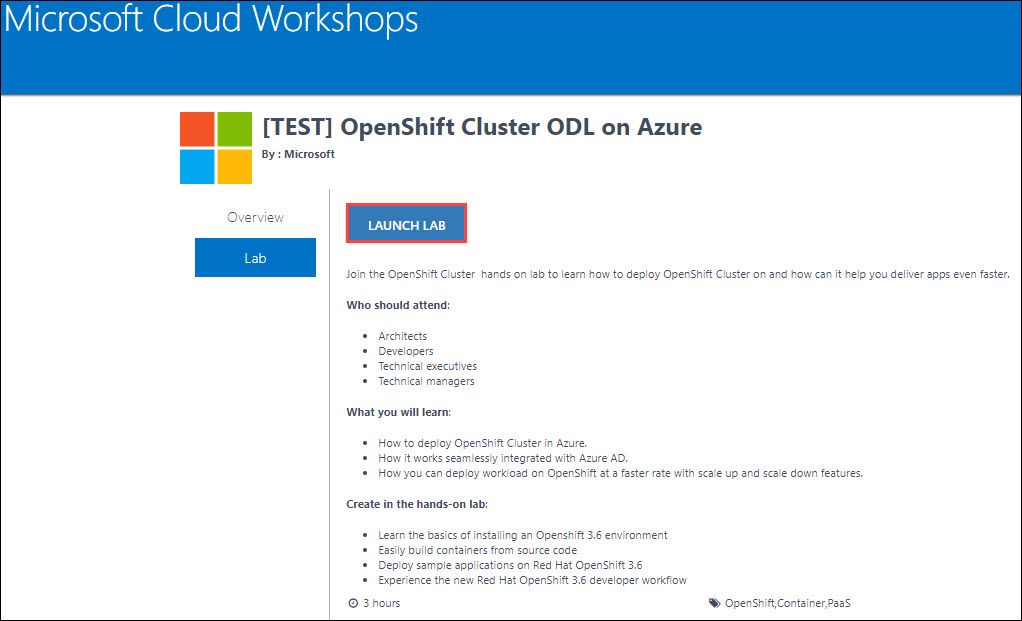 Microsoft Cloud Workshops
[TEST] OpenShift Cluster ODL on Azure
By : Microsoft
Overview
Lab
LAUNCH LAB
Join the OpenShift Cluster hands on lab to learn how to deploy OpenShift Cluster on and how can it help you deliver apps even faster.
Who should attend:
Architects
Developers
Technical executives
Technical managers
What you will learn:
How to deploy OpenShift Cluster in Azure.
How it works seamlessly integrated with Azure AD.
How you can deploy workload on OpenShift at a faster rate with scale up and scale down features.
Create in the hands-on lab:
Learn the basics of installing an Openshift 3.6 environment
Easily build containers from source code
Deploy sample applications on Red Hat OpenShift 3.6
Experience the new Red Hat OpenShift 3.6 developer workflow
3 hours
OpenShift,Container,PaaS